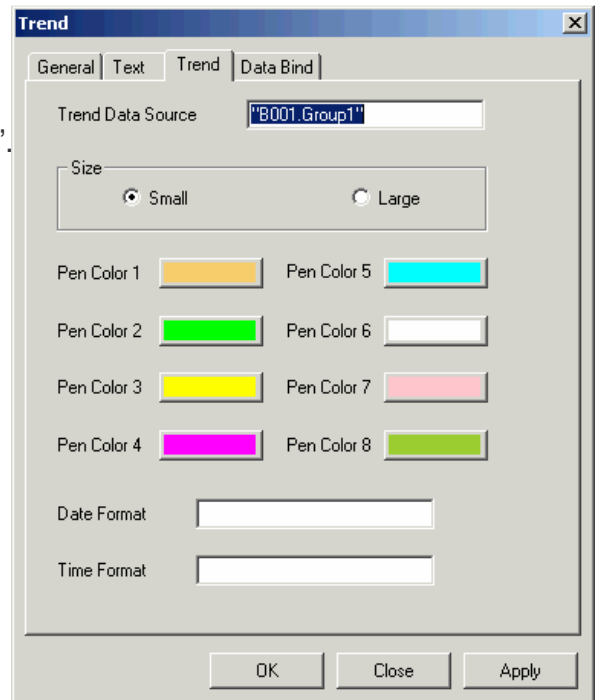 Trend
General Text Trend Data Bind
Trend Data Source "B001.Group1"
”.
Size
Small Large
Pen Color 1 Pen Color 5
Pen Color 2 Pen Color 6
Pen Color 3 Pen Color 7
Pen Color 4 Pen Color 8
Date Format
Time Format
OK Close Apply